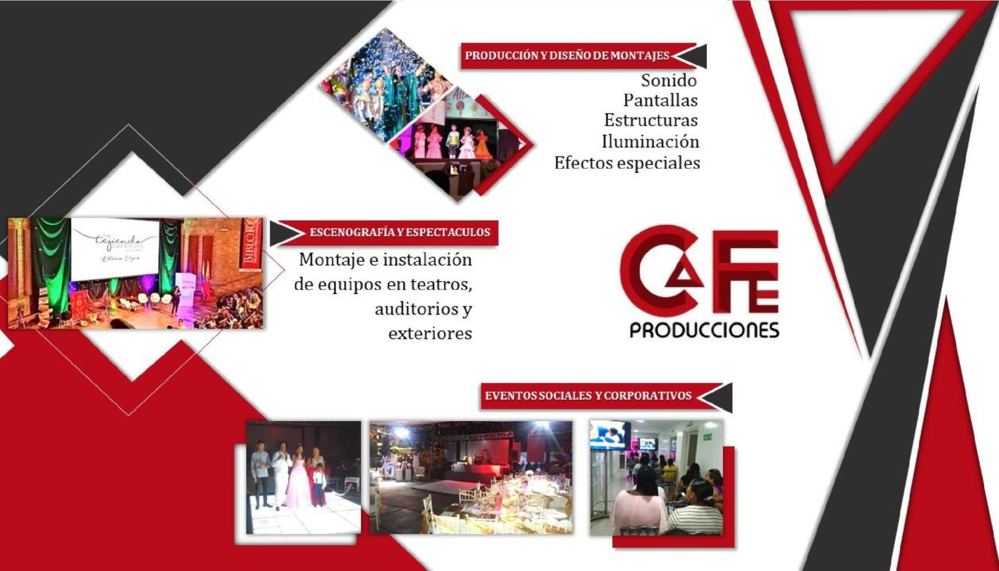 PRODUCCIÓN Y DISEÑO DE MONTAJES
Sonido
Pantallas
Estructuras
Iluminación
Efectos especiales
ESCENOGRAFÍA Y ESPECTACULOS
Montaje e instalación
de equipos en teatros,
auditorios y
exteriores
tejiendo
BIBLOR
CAFE
PRODUCCIONES
EVENTOS SOCIALES Y CORPORATIVOS